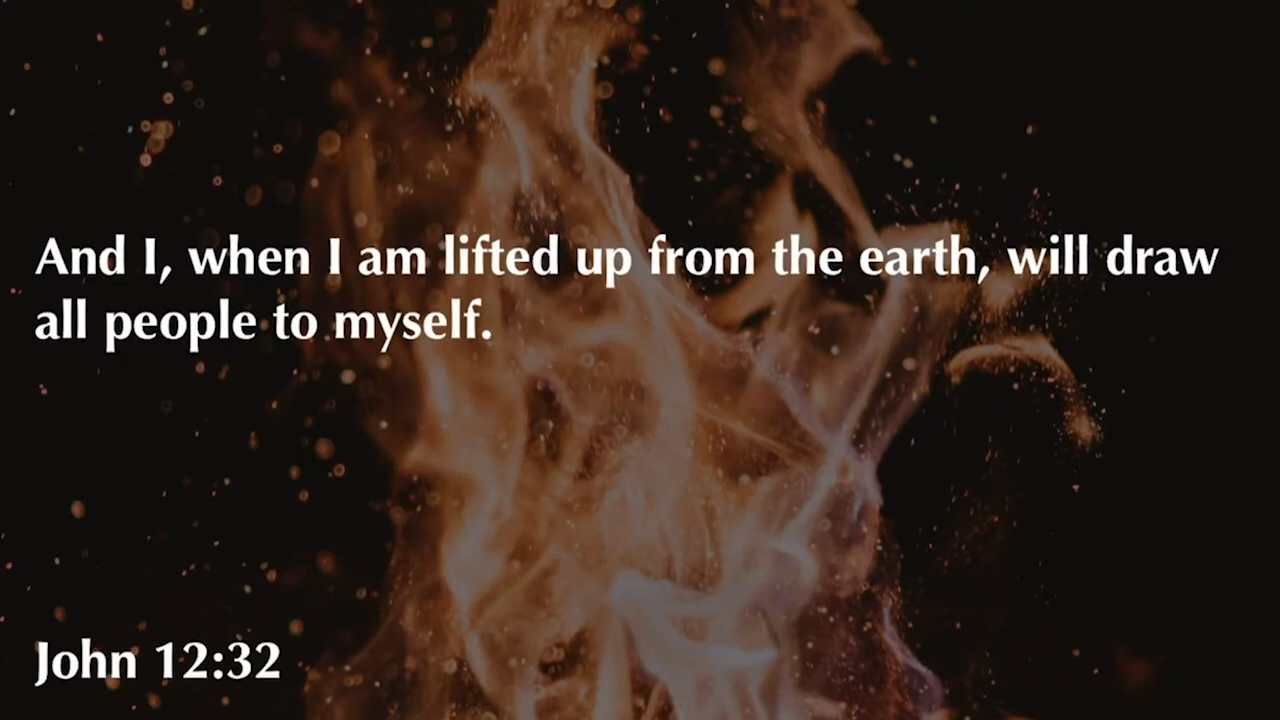 And I, when I am lifted up from the earth, will draw
all people to myself.
John 12:32